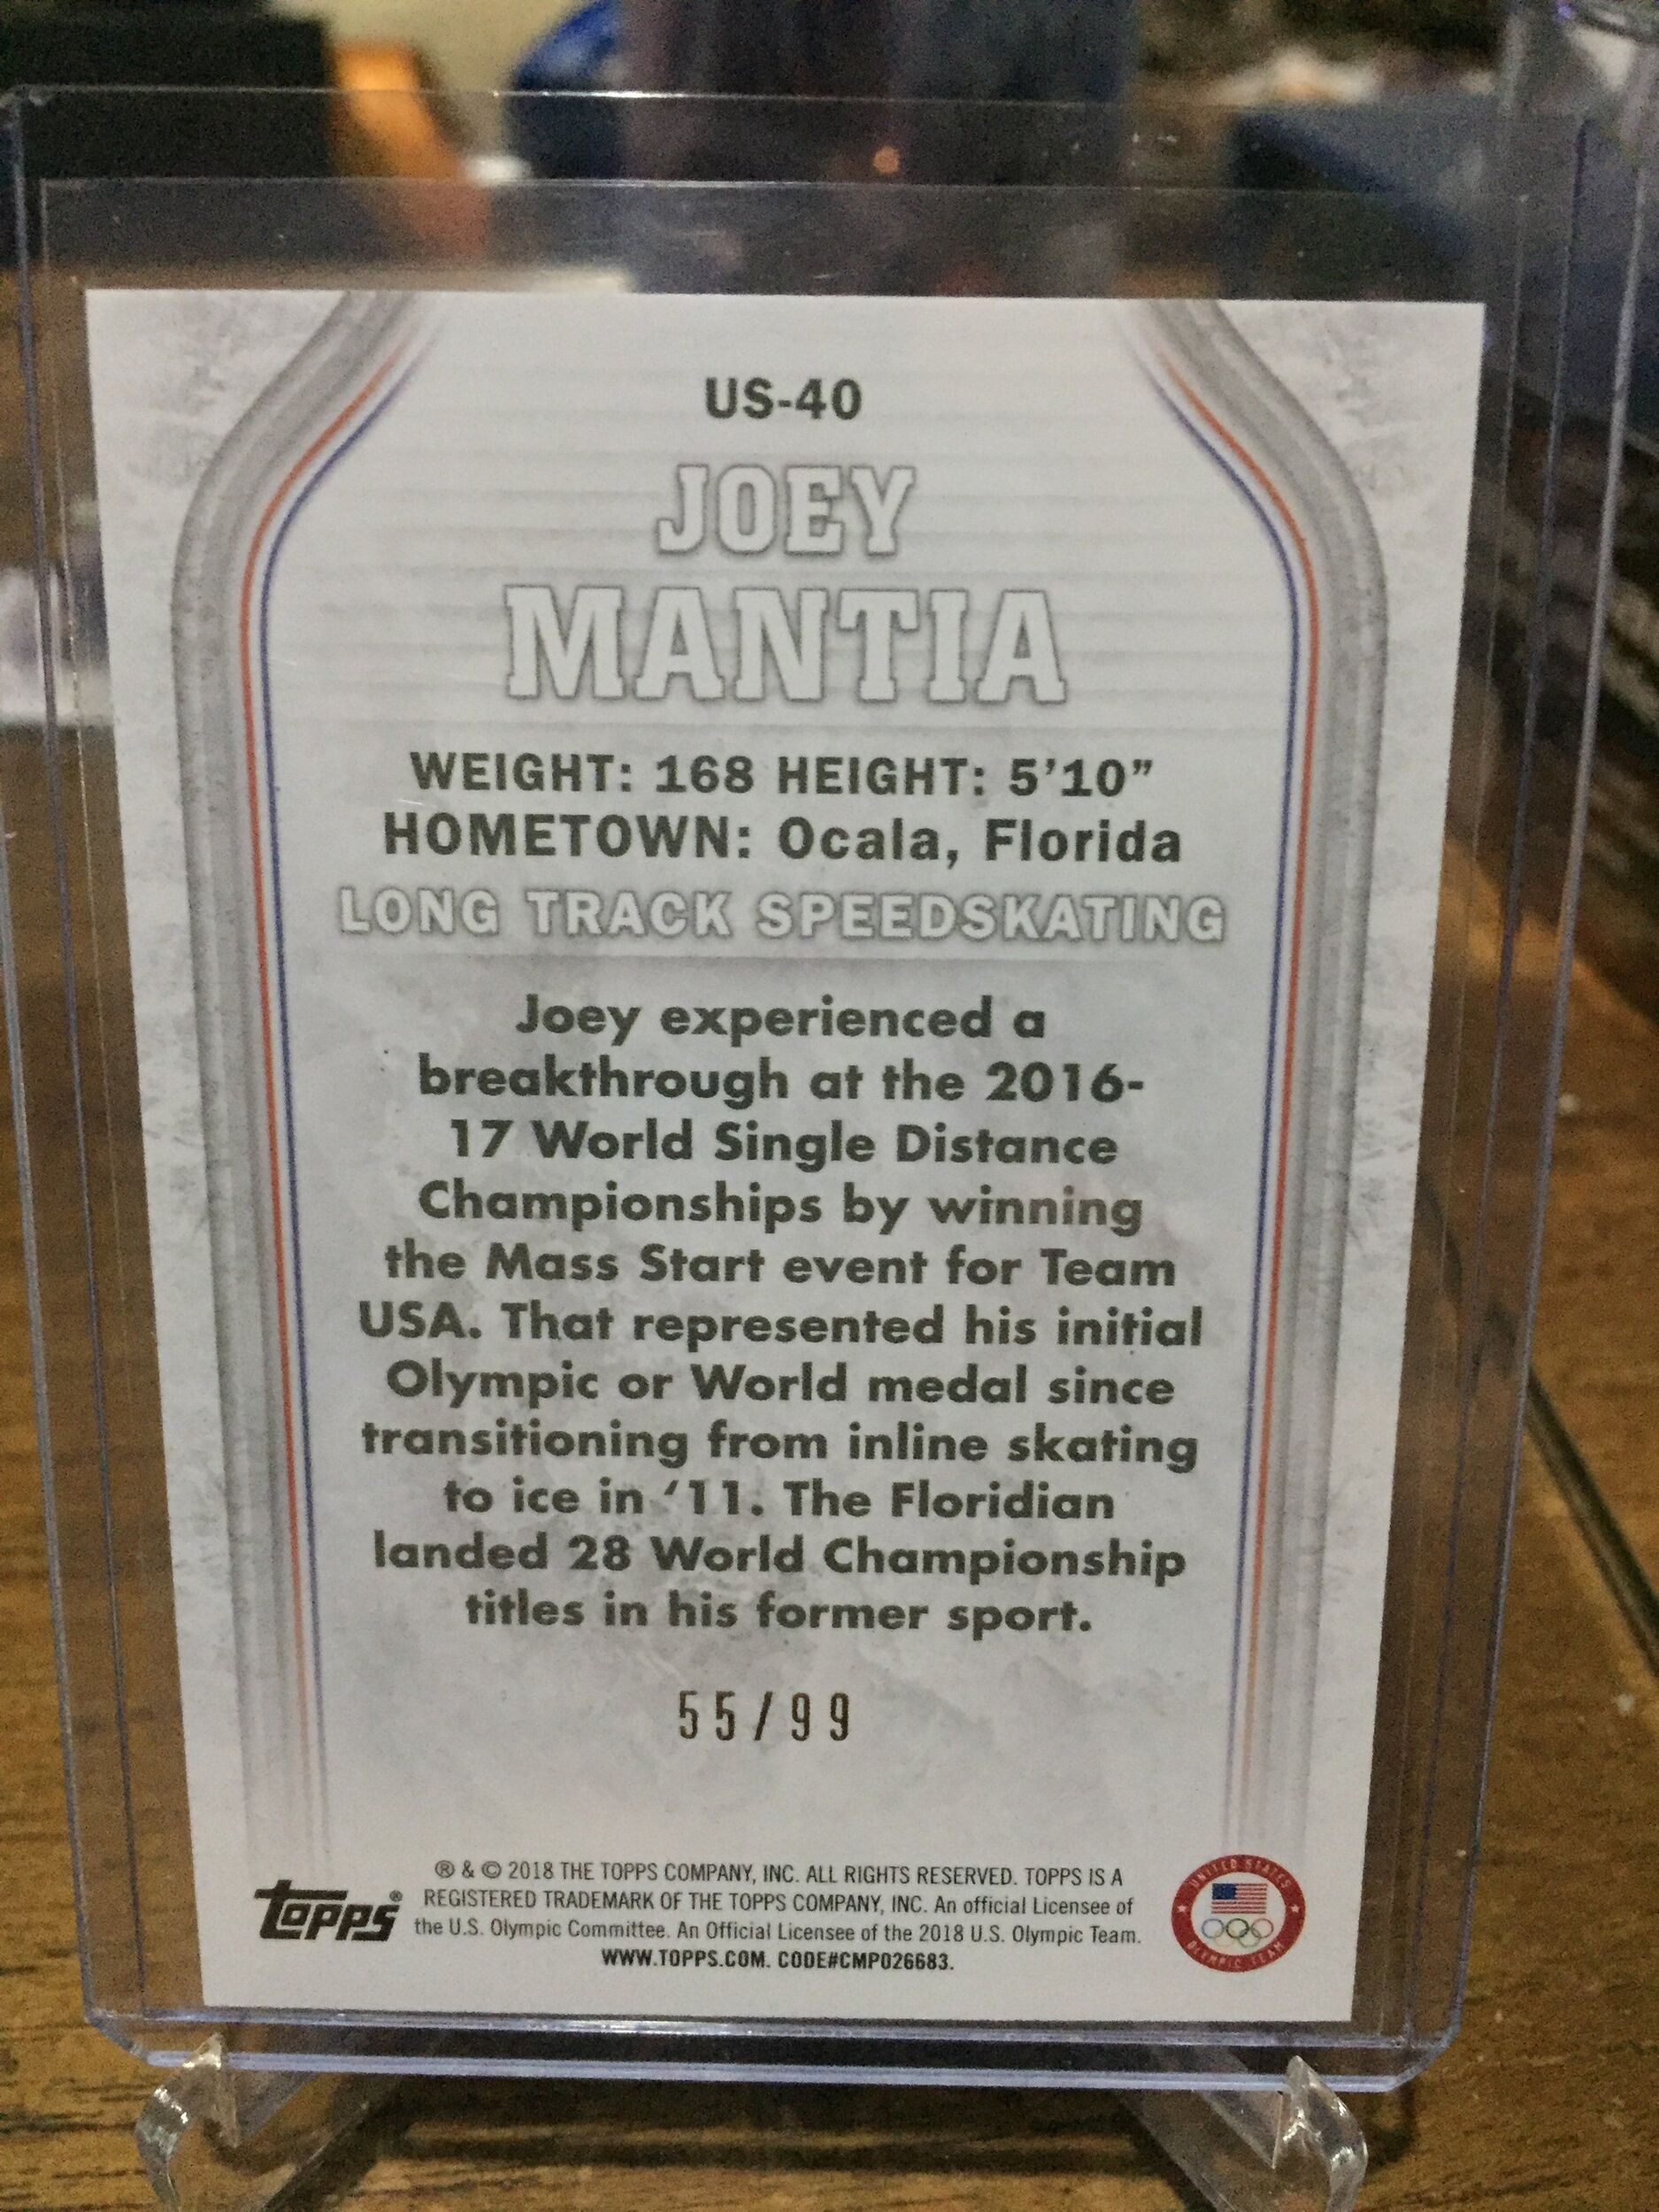 US-40
JOEY
MANTIA
WEIGHT: 168 HEIGHT: 5'10"
HOMETOWN: Ocala, Florida
LONG TRACK SPEEDSKATING
Joey experienced a
breakthrough at the 2016-
17 World Single Distance
Championships by winning
the Mass Start event for Team
USA. That represented his initial
Olympic or World medal since
transitioning from inline skating
to ice in ‘11. The Floridian
landed 28 World Championship
titles in his former sport.
55/99
® & © 2018 THE TOPPS COMPANY, INC. ALL RIGHTS RESERVED. TOPPS IS A
REGISTERED TRADEMARK OF THE TOPPS COMPANY, INC. An official Licensee of
the U.S. Olympic Committee. An Official Licensee of the 2018 U.S. Olympic Team.
WWW.TOPPS.COM. CODE#CMP026683.
Topps®
UNITED STATES
OLYMPIC TEAM